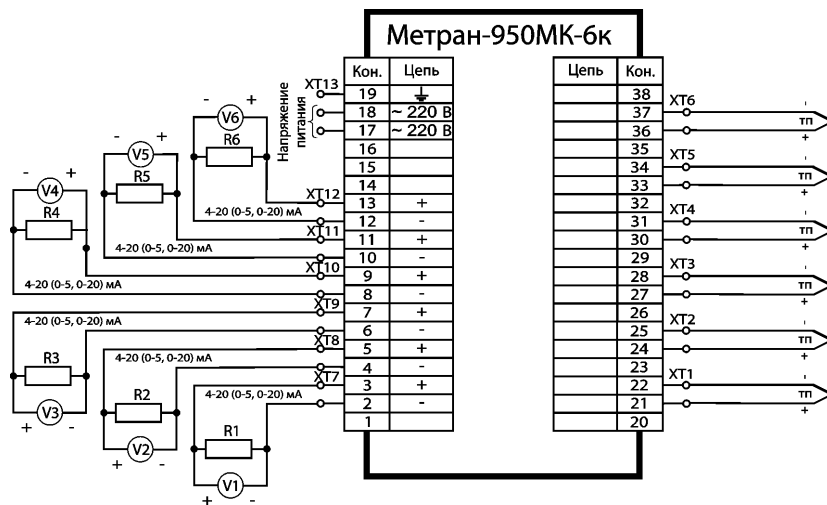 Метран-950МК-6к
Кон. Цепь
19
18 ~ 220 В
17 ~ 220 В
16
15
14
13 +
12 -
11 +
10 -
9 +
8 -
7 +
6 -
5 +
4 -
3 +
2 -
1
Цепь Кон.
38
37
36
35
34
33
32
31
30
29
28
27
26
25
24
23
22
21
20
XT13
Напряжение
питания
- V6 +
R6
- V5 +
R5
- V4 +
R4
XT12
4-20 (0-5, 0-20) мА
XT11
4-20 (0-5, 0-20) мА
XT10
4-20 (0-5, 0-20) мА
XT9
4-20 (0-5, 0-20) мА
XT8
4-20 (0-5, 0-20) мА
XT7
4-20 (0-5, 0-20) мА
R3
+ V3 -
R2
+ V2 -
R1
+ V1 -
XT6
-
ТП
+
XT5
-
ТП
+
XT4
-
ТП
+
XT3
-
ТП
+
XT2
-
ТП
+
XT1
-
ТП
+